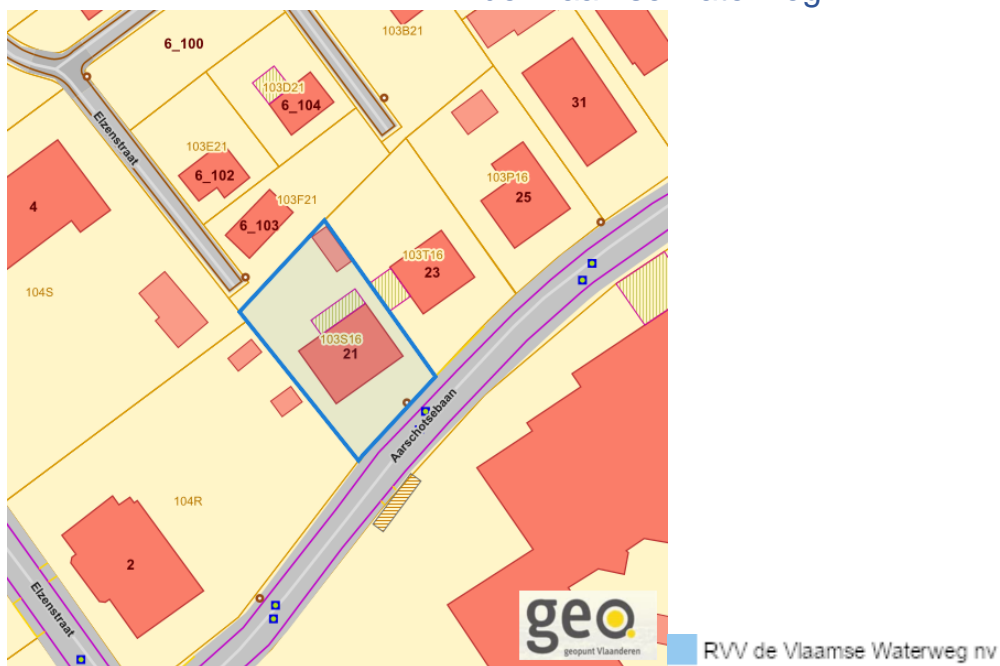 6_100
103B21
103D21
6_104
31
Elzenstraat
103E21
6_102
103P16
25
4
103F21
6_103
103T16
23
104S
103S16
21
Aarschotsebaan
104R
2
Elzenstraat
geo.
geopunt Vlaanderen
RVV de Vlaamse Waterweg nv